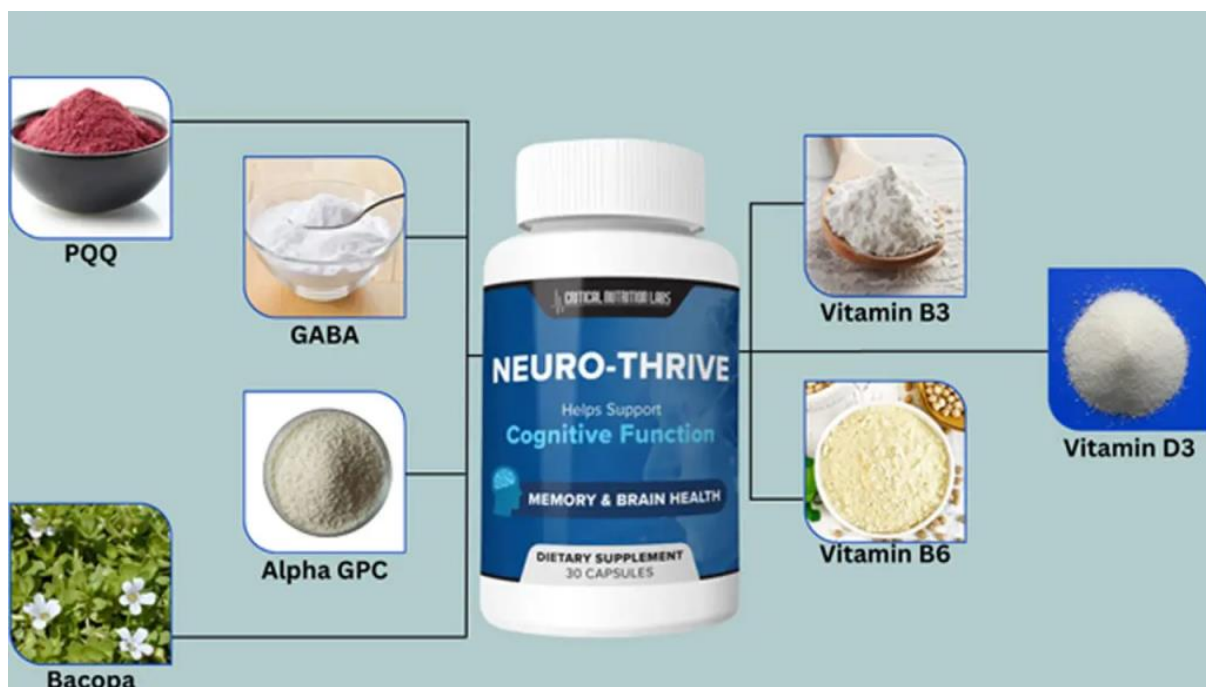 PQQ
GABA
Alpha GPC
Bacopa
CRITICAL NUTRITION LABS
NEURO-THRIVE
Helps Support
Cognitive Function
MEMORY & BRAIN HEALTH
DIETARY SUPPLEMENT
30 CAPSULES
Vitamin B3
Vitamin D3
Vitamin B6